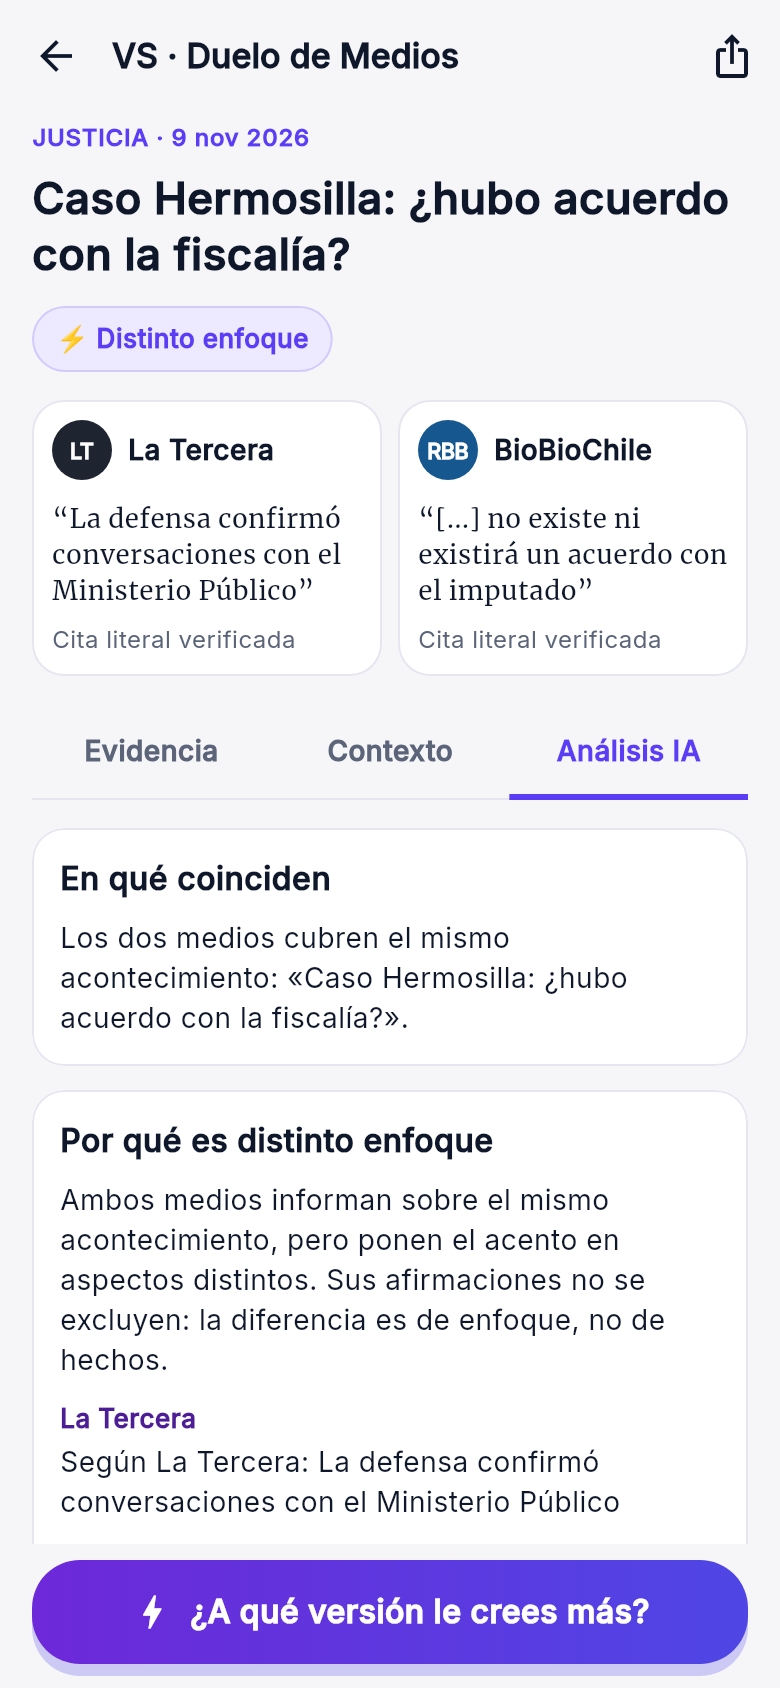 VS · Duelo de Medios
JUSTICIA · 9 nov 2026
Caso Hermosilla: ¿hubo acuerdo
con la fiscalía?
⚡ Distinto enfoque
LT La Tercera
“La defensa confirmó
conversaciones con el
Ministerio Público”
Cita literal verificada
RBB BioBioChile
“[...] no existe ni
existirá un acuerdo con
el imputado”
Cita literal verificada
Evidencia Contexto Análisis IA
En qué coinciden
Los dos medios cubren el mismo
acontecimiento: «Caso Hermosilla: ¿hubo
acuerdo con la fiscalía?».
Por qué es distinto enfoque
Ambos medios informan sobre el mismo
acontecimiento, pero ponen el acento en
aspectos distintos. Sus afirmaciones no se
excluyen: la diferencia es de enfoque, no de
hechos.
La Tercera
Según La Tercera: La defensa confirmó
conversaciones con el Ministerio Público
¿A qué versión le crees más?